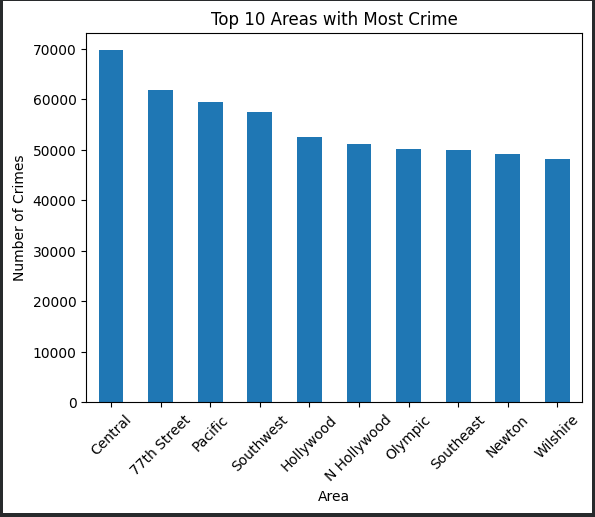 Top 10 Areas with Most Crime
Number of Crimes
70000
60000
50000
40000
30000
20000
10000
0
Central
77th Street
Pacific
Southwest
Hollywood
N Hollywood
Olympic
Southeast
Newton
Wilshire
Area